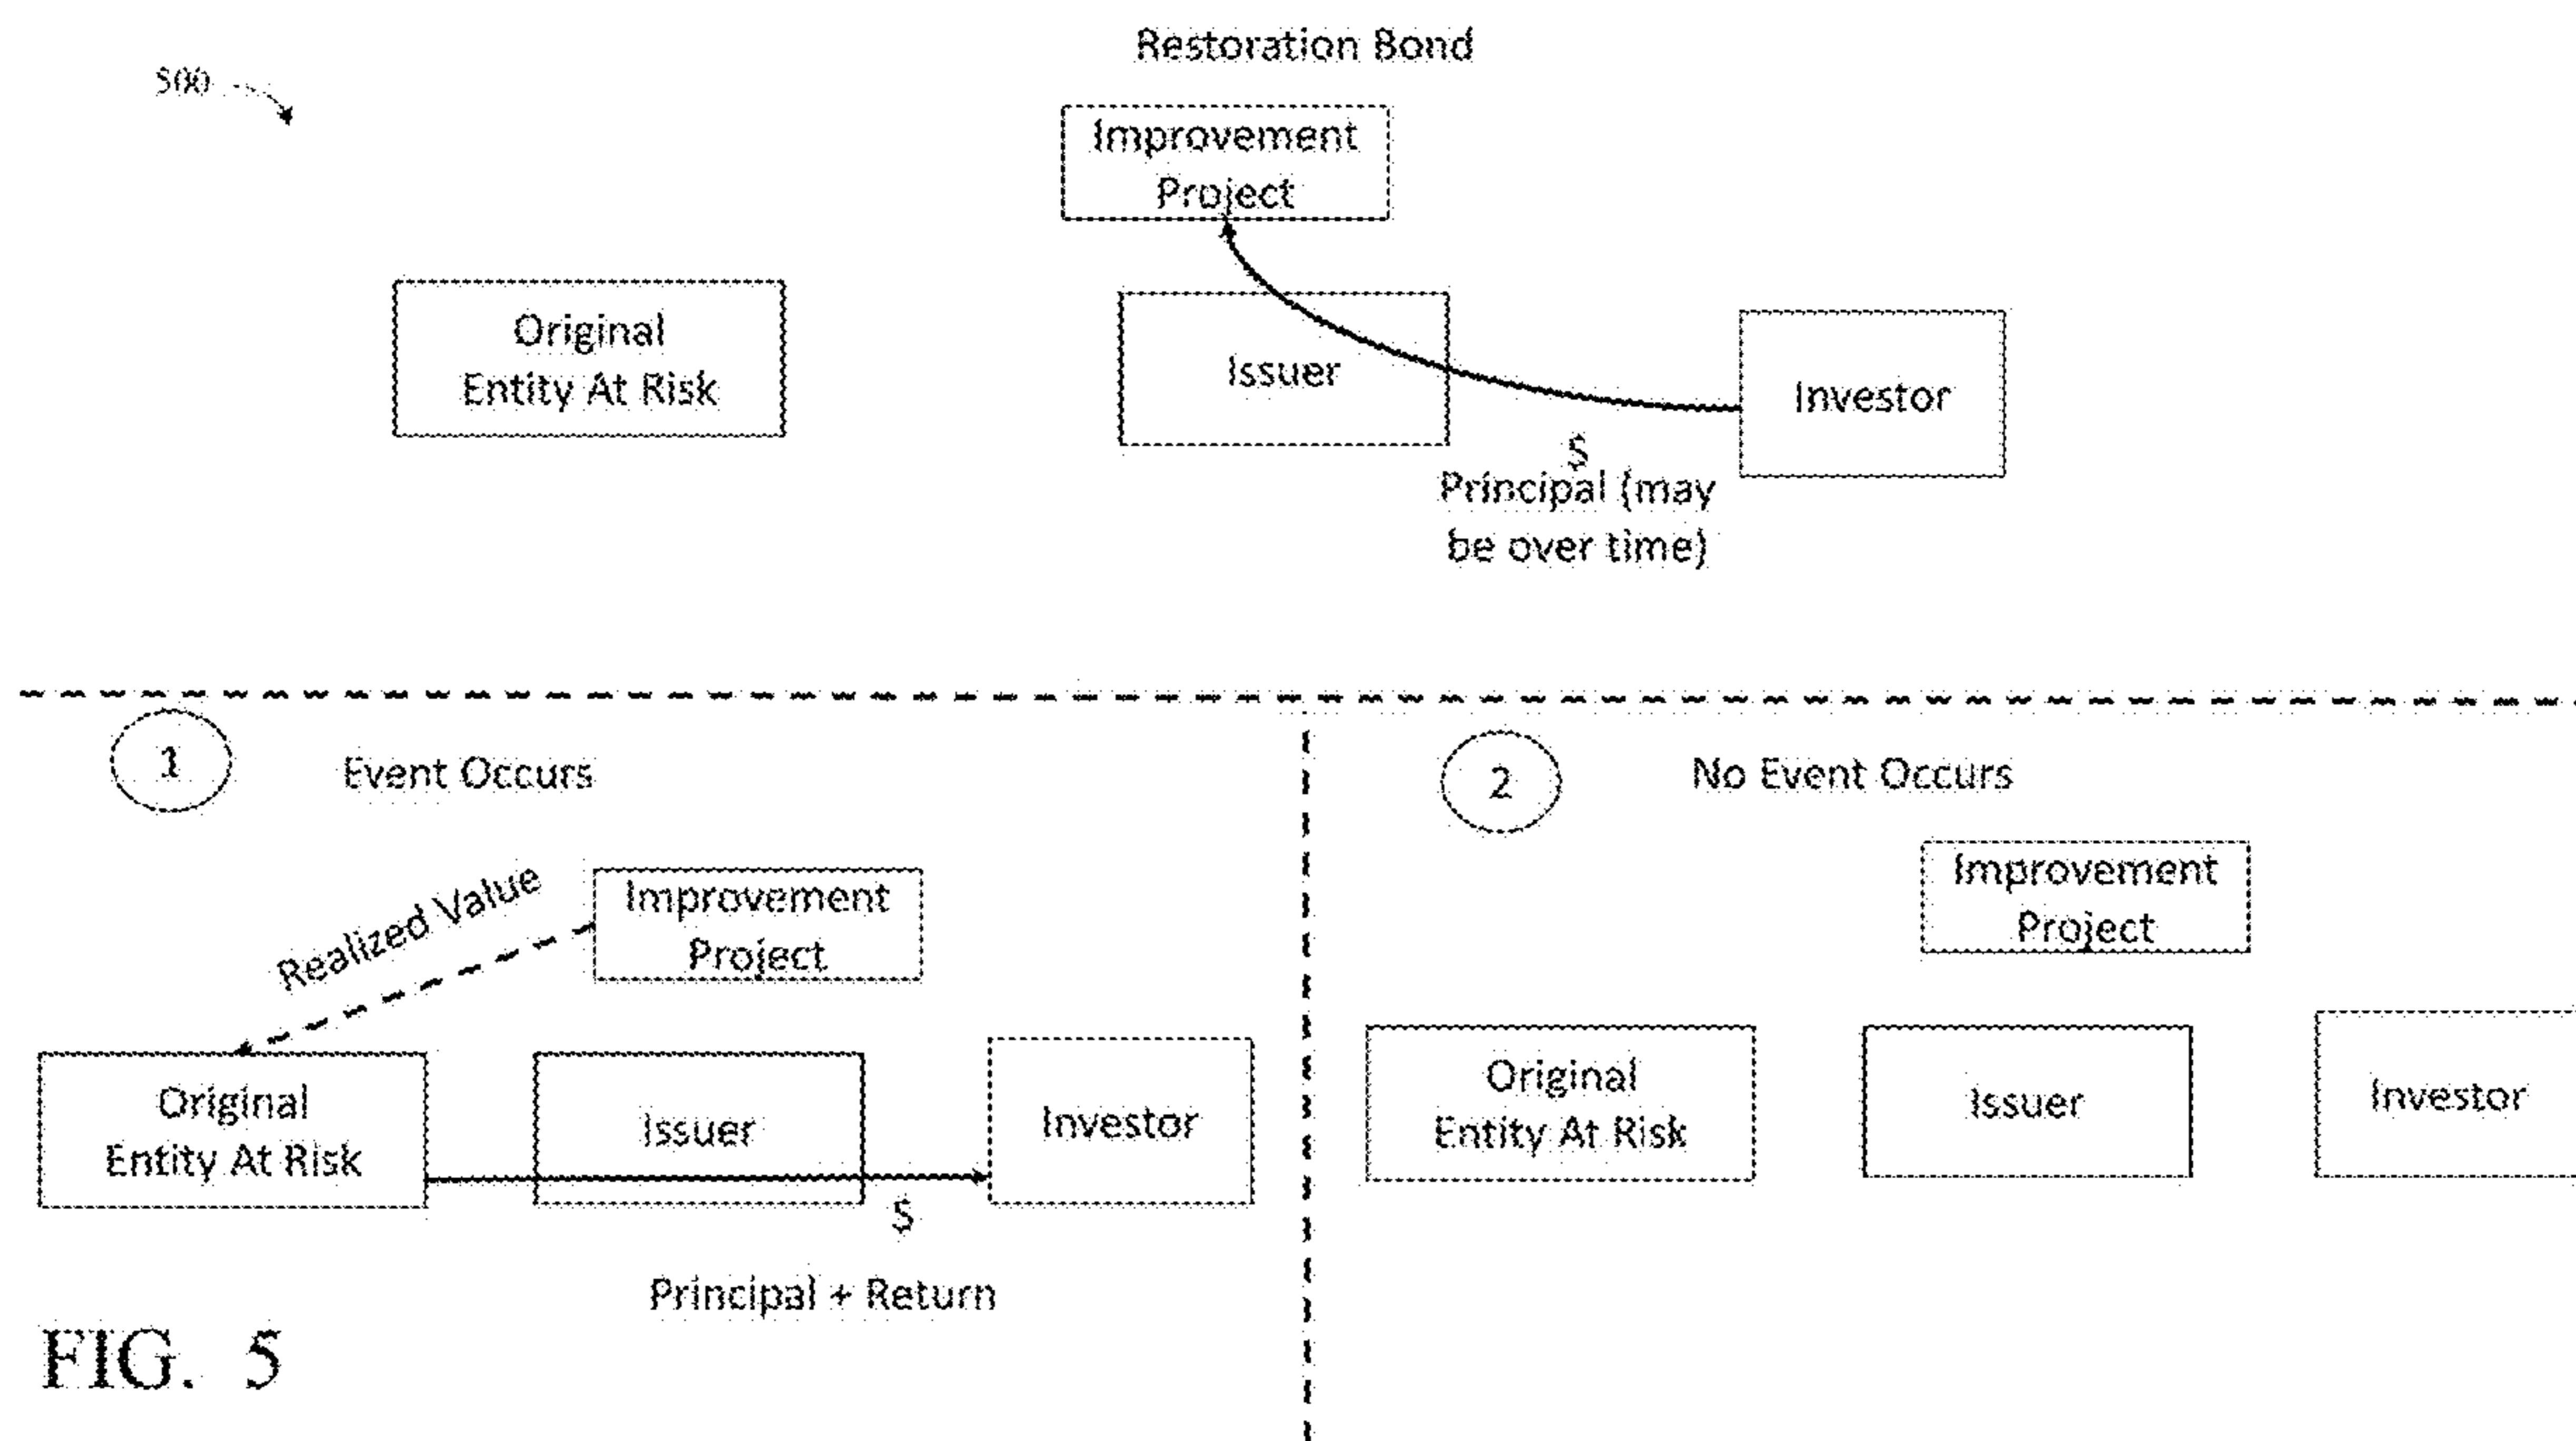 Restoration Bond
500
Improvement
Project
Original
Entity At Risk
Issuer
Investor
$
Principal (may
be over time)
1
Event Occurs
Realized Value
Improvement
Project
Original
Entity At Risk
Issuer
Investor
$
Principal + Return
2
No Event Occurs
Improvement
Project
Original
Entity At Risk
Issuer
Investor
FIG. 5